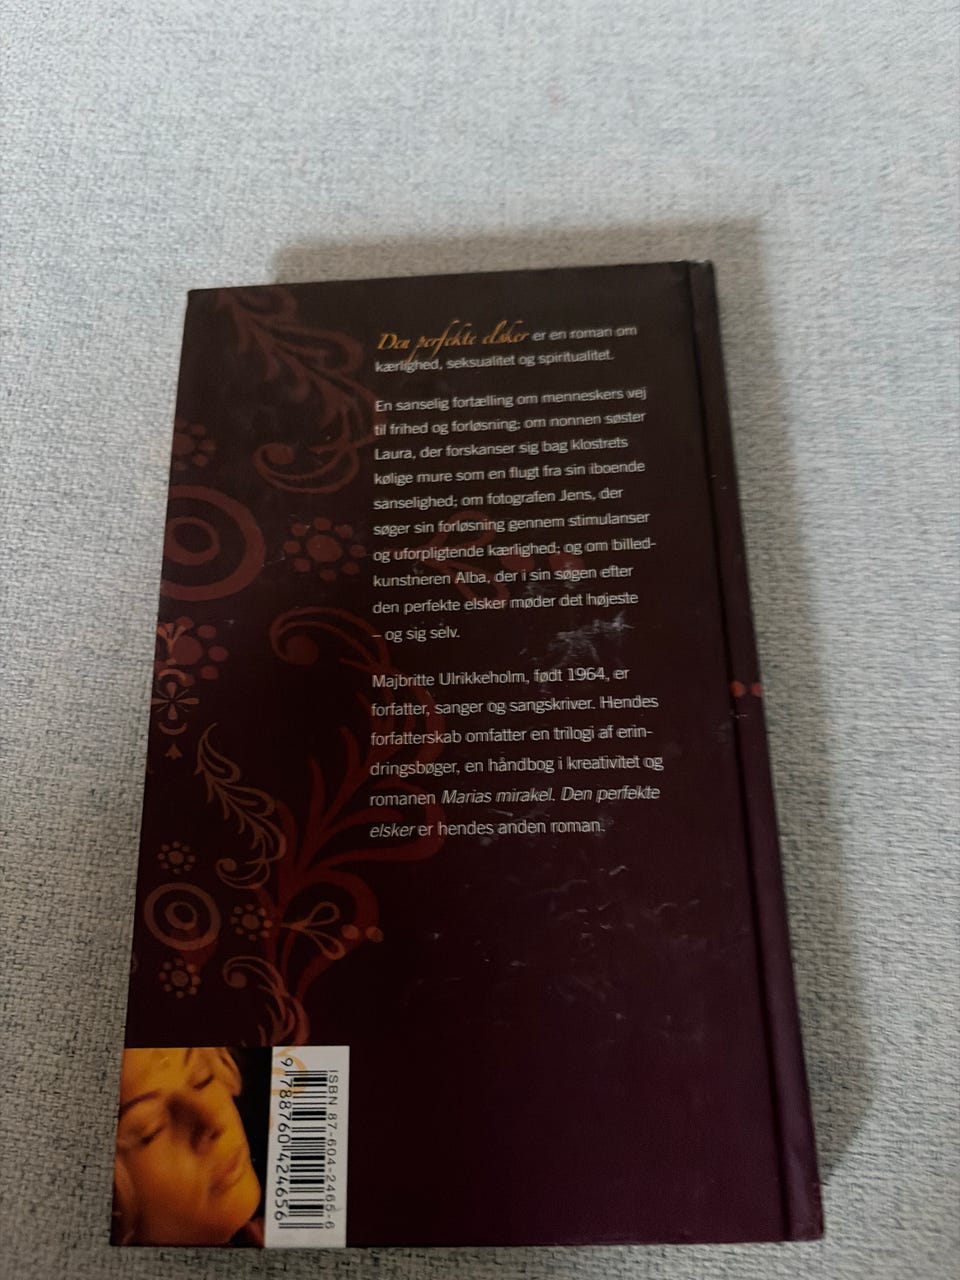 Den perfekte elsker er en roman om
kærlighed, seksualitet og spiritualitet.
En sanselig fortælling om menneskers vej
til frihed og forløsning; om nonnen søster
Laura, der forskanser sig bag klostrets
kølige mure som en flugt fra sin iboende
sanselighed; om fotografen Jens, der
søger sin forløsning gennem stimulanser
og uforpligtende kærlighed; og om billed-
kunstneren Alba, der i sin søgen efter
den perfekte elsker møder det højeste
– og sig selv.
Majbritte Ulrikkeholm, født 1964, er
forfatter, sanger og sangskriver. Hendes
forfatterskab omfatter en trilogi af erin-
dringsbøger, en håndbog i kreativitet og
romanen Marias mirakel. Den perfekte
elsker er hendes anden roman.
ISBN 87-604-2465-6
9 788760 424656